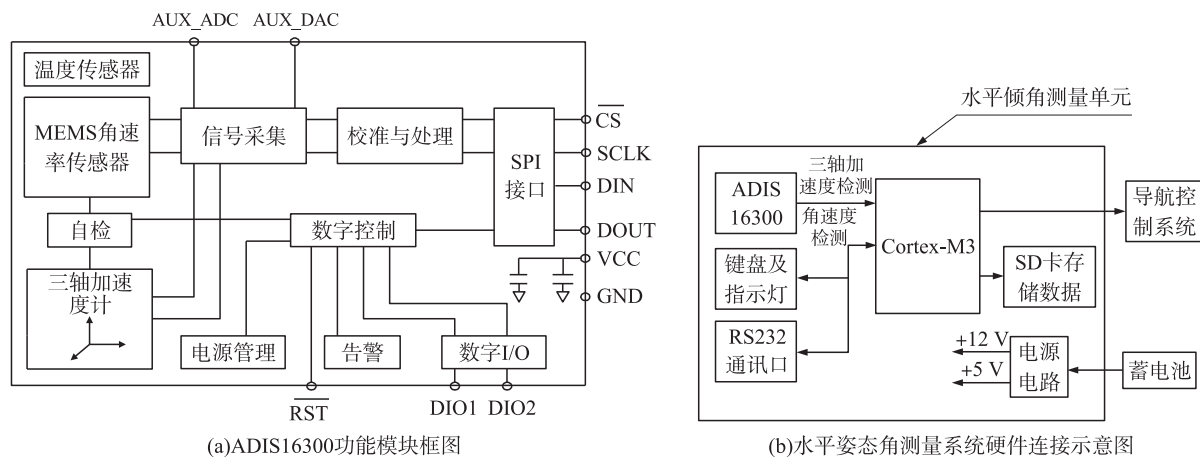 AUX_ADC
AUX_DAC
温度传感器
MEMS角速
率传感器
信号采集
校准与处理
SPI
接口
CS
SCLK
DIN
DOUT
VCC
GND
自检
数字控制
三轴加速
度计
电源管理
告警
数字I/O
RST
DIO1
DIO2
(a)ADIS16300功能模块框图
水平倾角测量单元
ADIS
16300
三轴加
速度检测
角速度
检测
Cortex-M3
导航控
制系统
键盘及
指示灯
SD卡存
储数据
RS232
通讯口
+12 V
+5 V
电源
电路
蓄电池
(b)水平姿态角测量系统硬件连接示意图